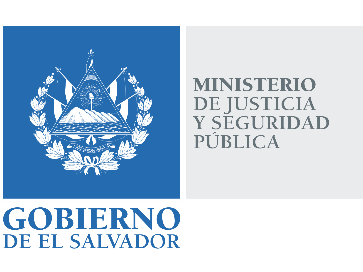 MINISTERIO
DE JUSTICIA
Y SEGURIDAD
PÚBLICA
GOBIERNO
DE EL SALVADOR